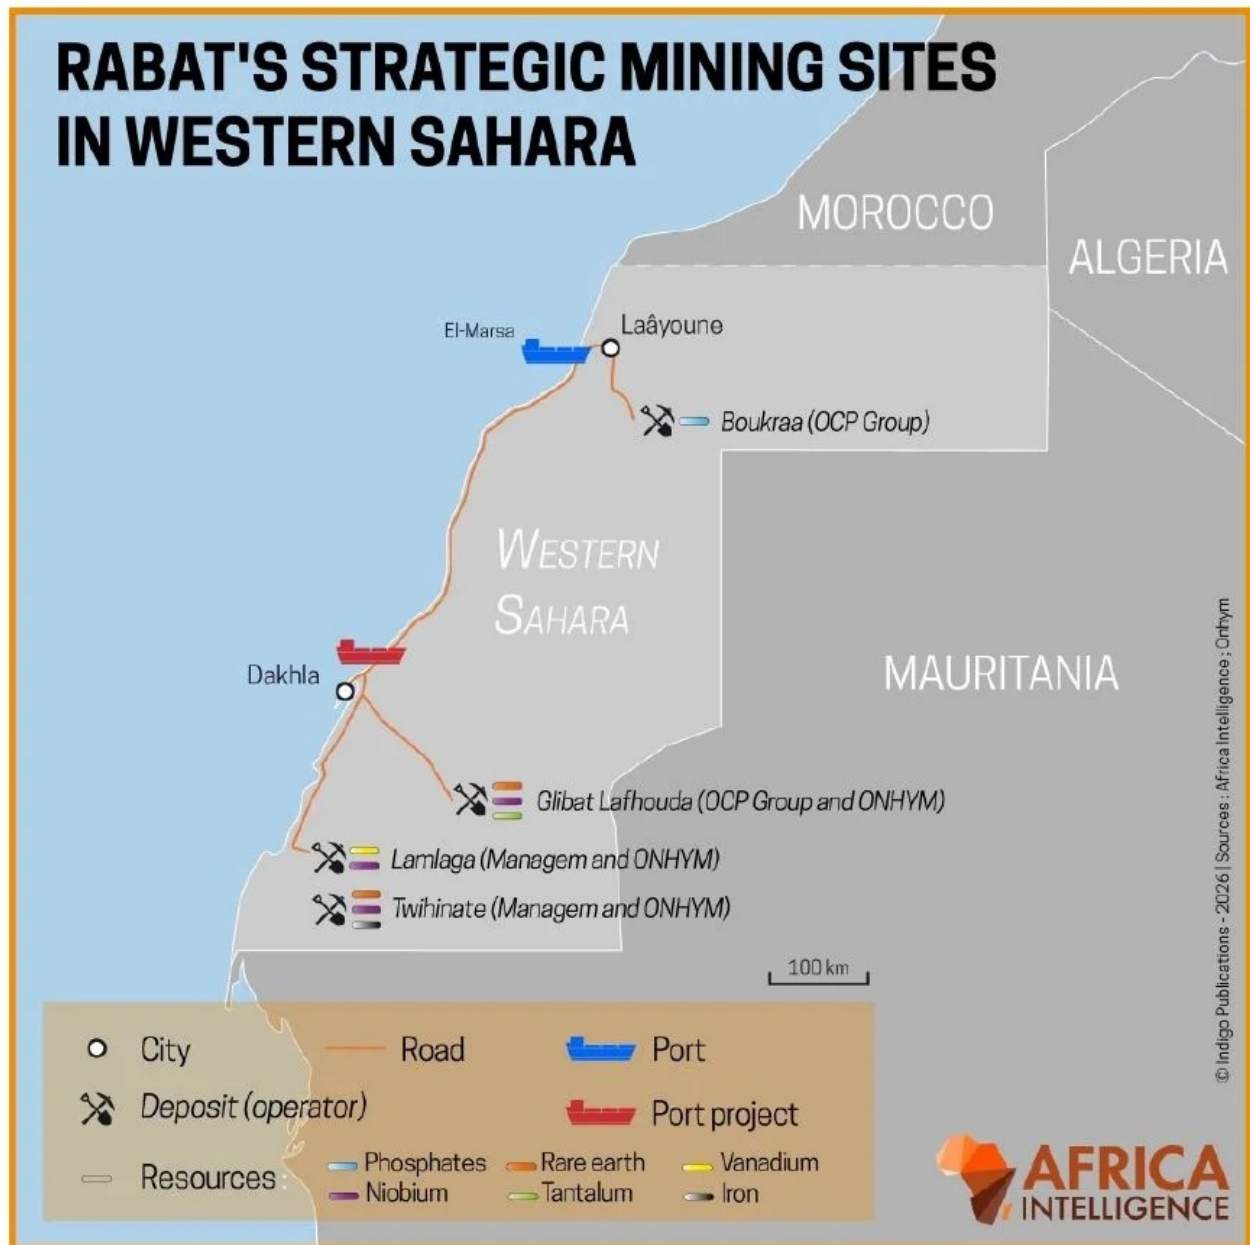 RABAT'S STRATEGIC MINING SITES
IN WESTERN SAHARA
MOROCCO
ALGERIA
El-Marsa
Laâyoune
Boukraa (OCP Group)
WESTERN
SAHARA
MAURITANIA
Dakhla
Glibat Lafhouda (OCP Group and ONHYM)
Lamlaga (Managem and ONHYM)
Twihinate (Managem and ONHYM)
100 km
City
Road
Port
Deposit (operator)
Port project
Resources :
Phosphates
Rare earth
Vanadium
Niobium
Tantalum
Iron
© Indigo Publications - 2026 | Sources : Africa Intelligence ; Onhym
AFRICA
INTELLIGENCE